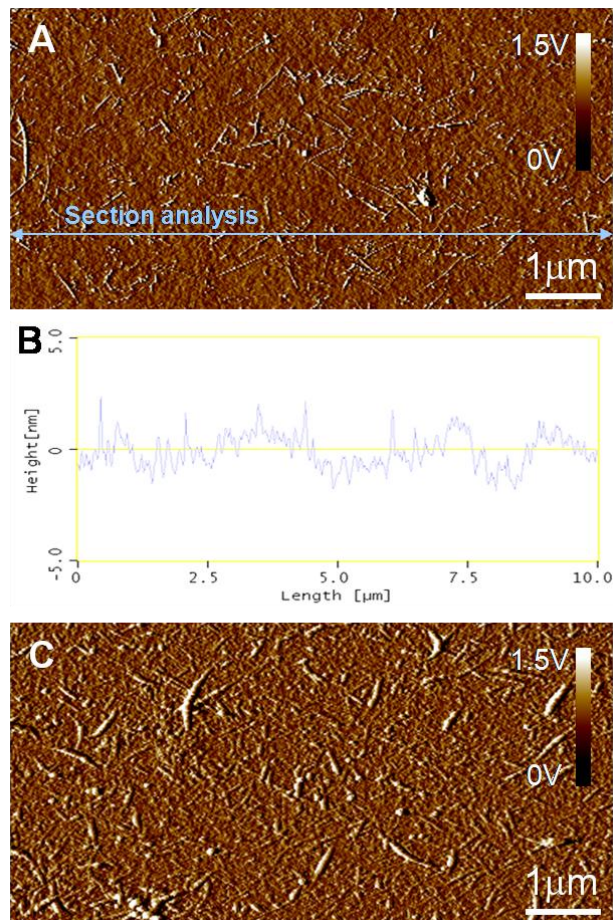 A
1.5V
0V
Section analysis
1μm
B
5.0
0
-5.0
Height[nm]
0
2.5
5.0
7.5
10.0
Length [μm]
C
1.5V
0V
1μm